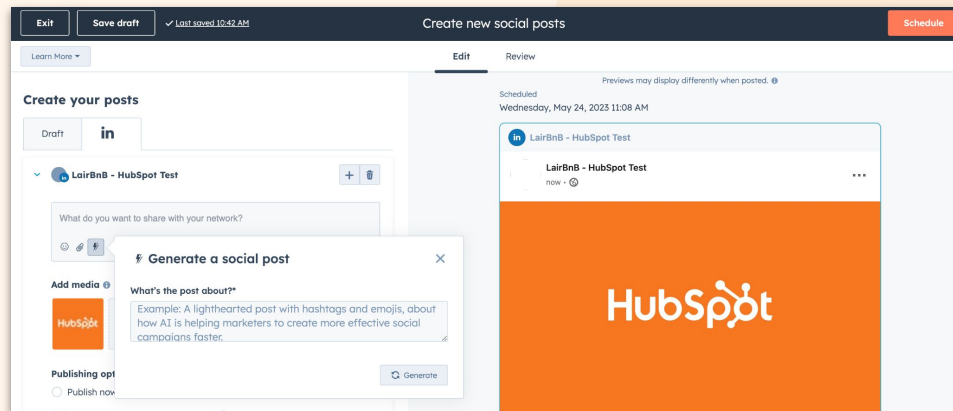 Exit
Save draft
Last saved 10:42 AM
Create new social posts
Schedule
Learn More
Edit
Review
Previews may display differently when posted.
Create your posts
Scheduled
Wednesday, May 24, 2023 11:08 AM
Draft
in
in LairBnB - HubSpot Test
in LairBnB - HubSpot Test
LairBnB - HubSpot Test
now •
What do you want to share with your network?
Generate a social post
What's the post about?*
Example: A lighthearted post with hashtags and emojis, about
how AI is helping marketers to create more effective social
campaigns faster.
Generate
Add media
HubSpot
Publishing opt
Publish now
HubSpot